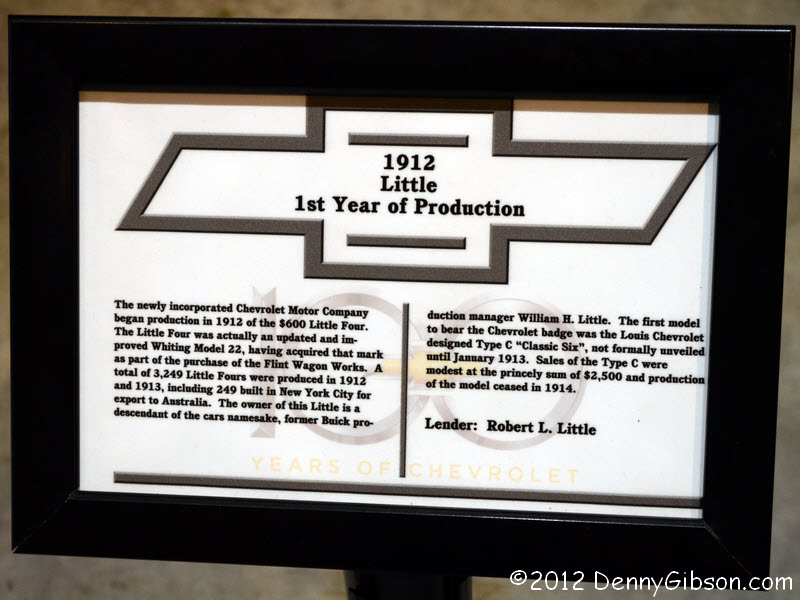 1912
Little
1st Year of Production
The newly incorporated Chevrolet Motor Company
began production in 1912 of the $600 Little Four.
The Little Four was actually an updated and im-
proved Whiting Model 22, having acquired that mark
as part of the purchase of the Flint Wagon Works. A
total of 3,249 Little Fours were produced in 1912
and 1913, including 249 built in New York City for
export to Australia. The owner of this Little is a
descendant of the cars namesake, former Buick pro-
duction manager William H. Little. The first model
to bear the Chevrolet badge was the Louis Chevrolet
designed Type C “Classic Six”, not formally unveiled
until January 1913. Sales of the Type C were
modest at the princely sum of $2,500 and production
of the model ceased in 1914.
Lender: Robert L. Little
100
YEARS OF CHEVROLET
©2012 DennyGibson.com